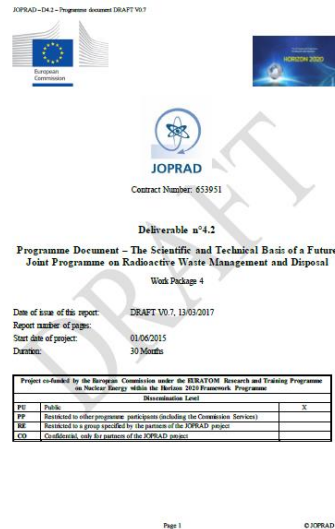 JOPRAD – D4.2 – Programme document DRAFT V0.7
European
Commission
HORIZON 2020
JOPRAD
Contract Number: 653951
Deliverable n°4.2
Programme Document – The Scientific and Technical Basis of a Future
Joint Programme on Radioactive Waste Management and Disposal
Work Package 4
Date of issue of this report: DRAFT V0.7, 13/03/2017
Report number of pages:
Start date of project: 01/06/2015
Duration: 30 Months
Project co-funded by the European Commission under the EURATOM Research and Training Programme
on Nuclear Energy within the Horizon 2020 Framework Programme
Dissemination Level
PU Public X
PP Restricted to other programme participants (including the Commission Services)
RE Restricted to a group specified by the partners of the JOPRAD project
CO Confidential, only for partners of the JOPRAD project
DRAFT
Page 1 © JOPRAD